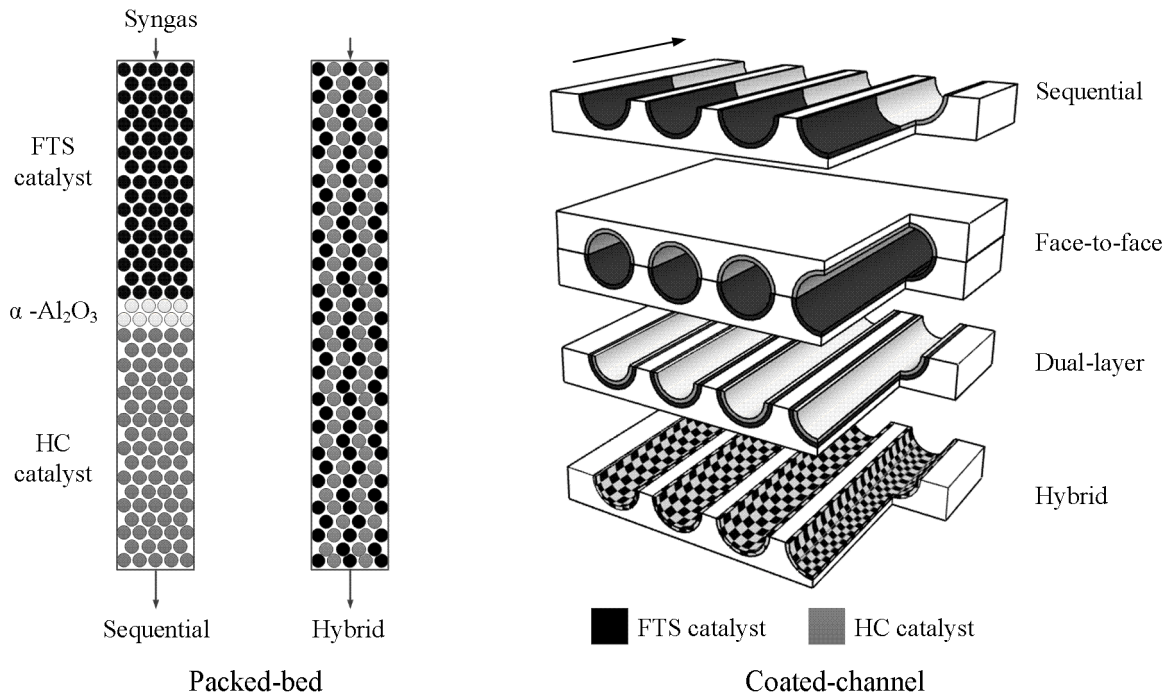 Syngas
FTS
catalyst
α -Al₂O₃
HC
catalyst
Sequential
Hybrid
Packed-bed
Sequential
Face-to-face
Dual-layer
Hybrid
FTS catalyst
HC catalyst
Coated-channel